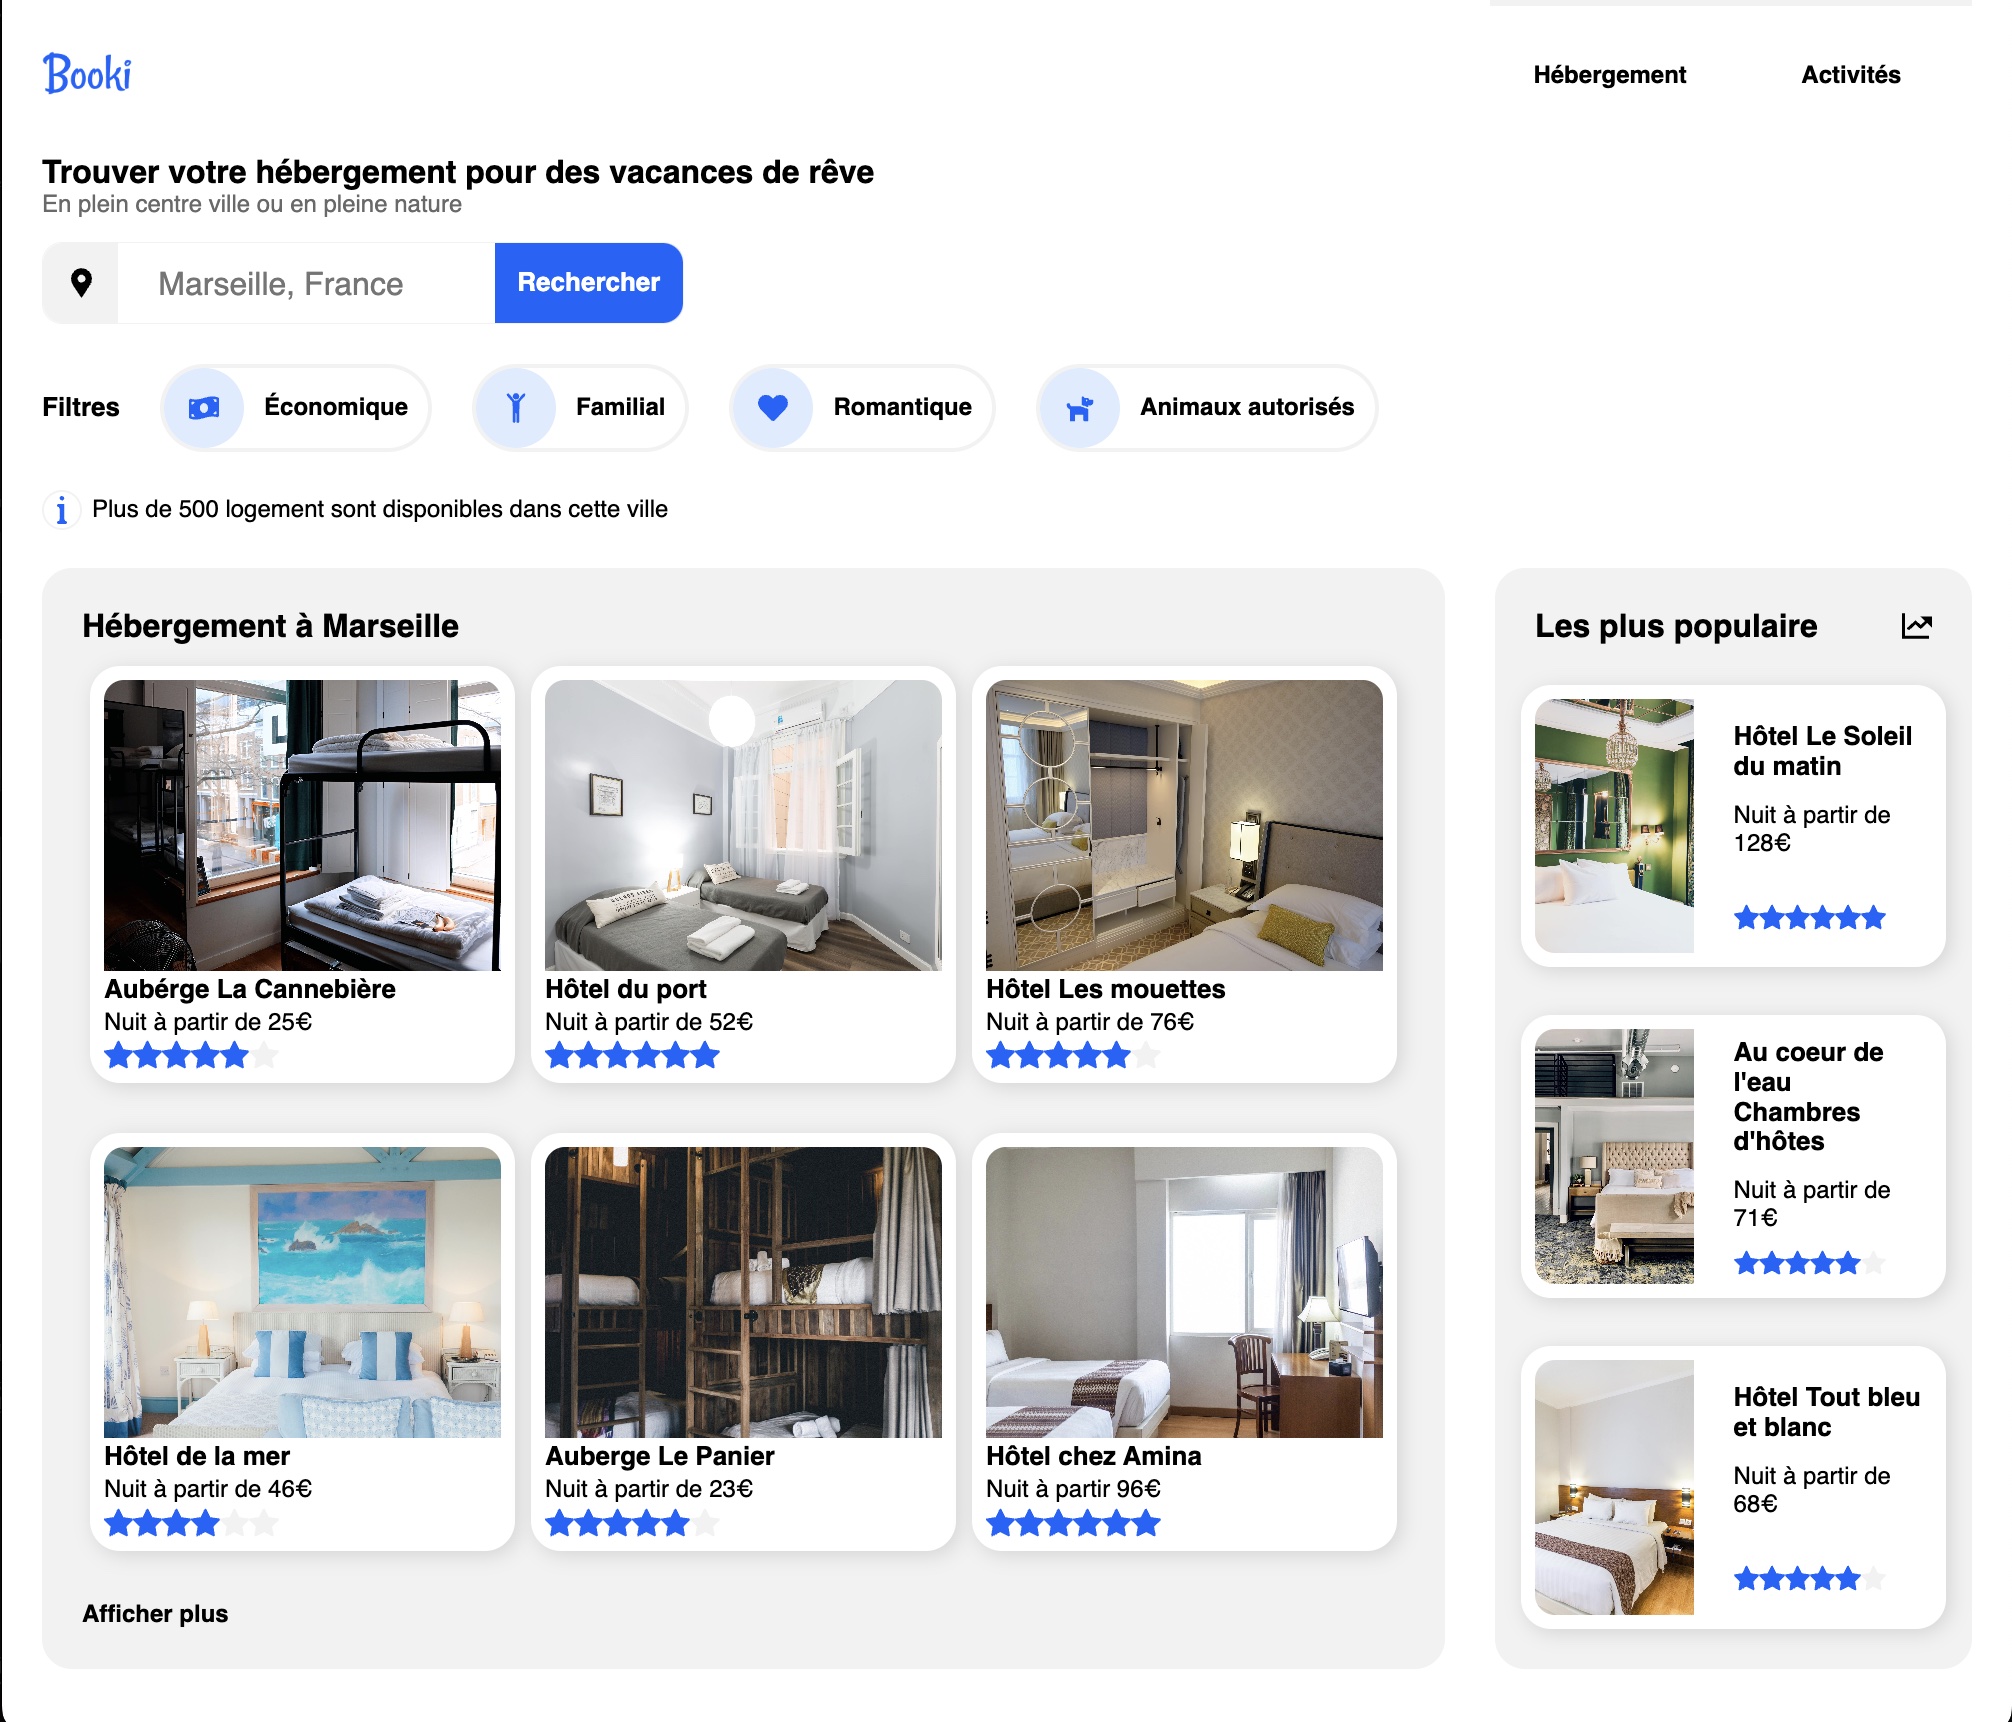 Booki
Hébergement
Activités
Trouver votre hébergement pour des vacances de rêve
En plein centre ville ou en pleine nature
Marseille, France
Rechercher
Filtres
Économique
Familial
Romantique
Animaux autorisés
Plus de 500 logement sont disponibles dans cette ville
Hébergement à Marseille
Aubérge La Cannebière
Nuit à partir de 25€
Hôtel du port
Nuit à partir de 52€
Hôtel Les mouettes
Nuit à partir de 76€
Hôtel de la mer
Nuit à partir de 46€
Auberge Le Panier
Nuit à partir de 23€
Hôtel chez Amina
Nuit à partir 96€
Afficher plus
Les plus populaire
Hôtel Le Soleil
du matin
Nuit à partir de
128€
Au coeur de
l'eau
Chambres
d'hôtes
Nuit à partir de
71€
Hôtel Tout bleu
et blanc
Nuit à partir de
68€